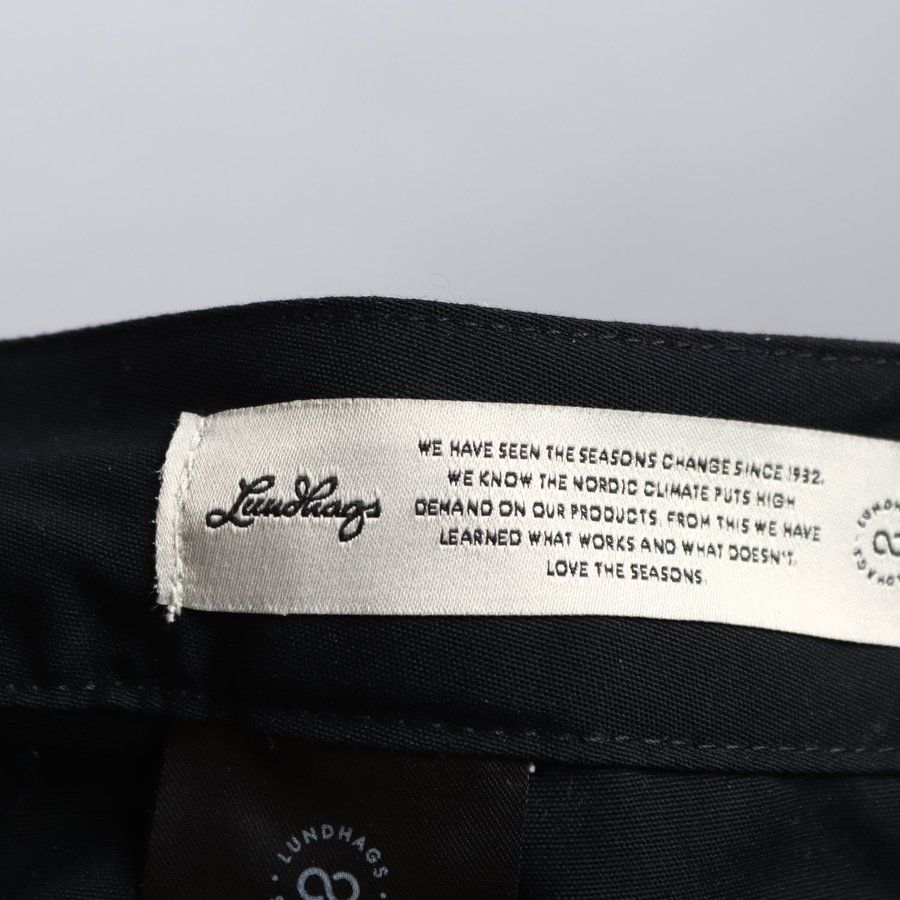 Lundhags
WE HAVE SEEN THE SEASONS CHANGE SINCE 1932.
WE KNOW THE NORDIC CLIMATE PUTS HIGH
DEMAND ON OUR PRODUCTS. FROM THIS WE HAVE
LEARNED WHAT WORKS AND WHAT DOESN'T.
LOVE THE SEASONS.
· LUNDHAGS ·